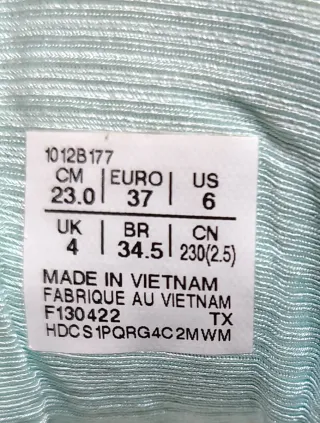 1012B177
CM | EURO | US
23.0 | 37 | 6
UK | BR | CN
4 | 34.5 | 230(2.5)
MADE IN VIETNAM
FABRIQUE AU VIETNAM
F130422 TX
HDCS1PQRG4C2MWM